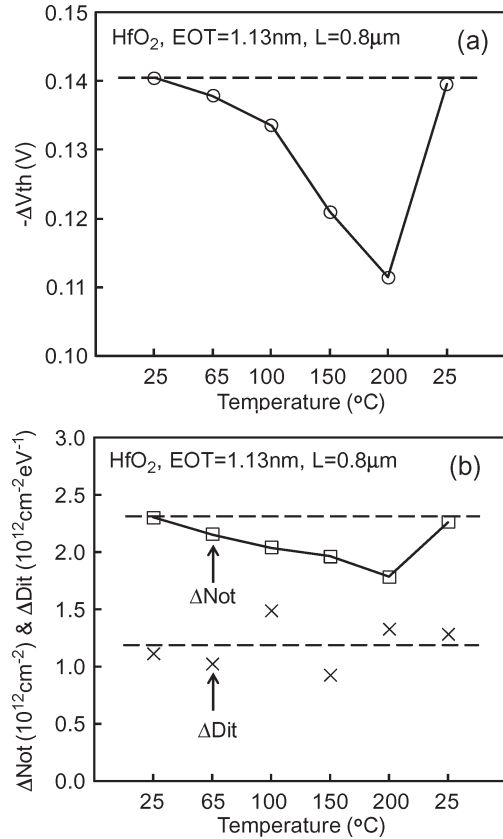 0.15
HfO₂, EOT=1.13nm, L=0.8μm
(a)
0.14
0.13
-ΔVth (V)
0.12
0.11
0.10
25 65 100 150 200 25
Temperature (ºC)
3.0
HfO₂, EOT=1.13nm, L=0.8μm
(b)
2.5
2.0
ΔNot
1.5
1.0
ΔDit
0.5
0.0
ΔNot (10¹²cm⁻²) & ΔDit (10¹²cm⁻²eV⁻¹)
25 65 100 150 200 25
Temperature (ºC)